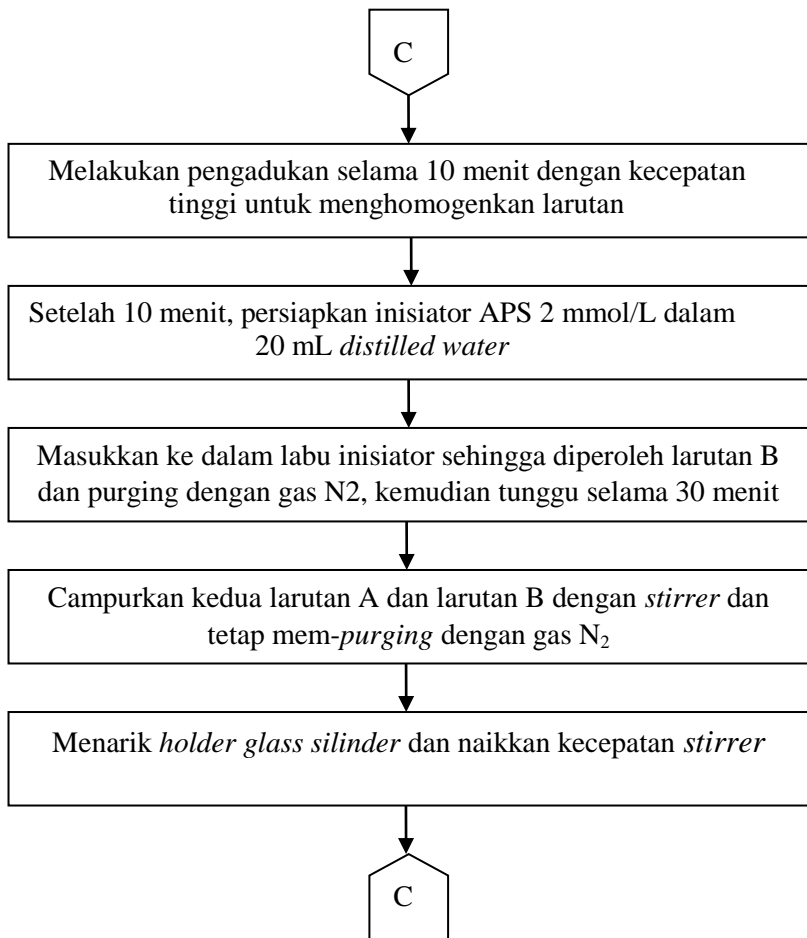 C
Melakukan pengadukan selama 10 menit dengan kecepatan
tinggi untuk menghomogenkan larutan
Setelah 10 menit, persiapkan inisiator APS 2 mmol/L dalam
20 mL distilled water
Masukkan ke dalam labu inisiator sehingga diperoleh larutan B
dan purging dengan gas N2, kemudian tunggu selama 30 menit
Campurkan kedua larutan A dan larutan B dengan stirrer dan
tetap mem-purging dengan gas N₂
Menarik holder glass silinder dan naikkan kecepatan stirrer
C